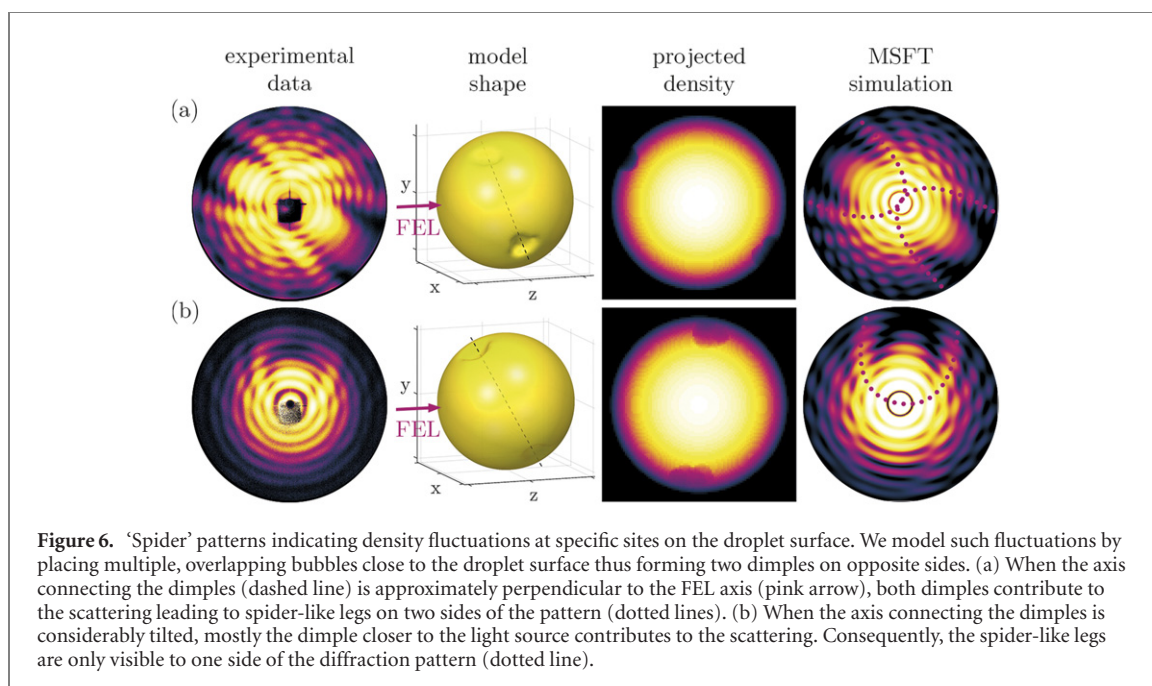 experimental data
model shape
projected density
MSFT simulation
(a)
y
FEL
x
z
(b)
y
FEL
x
z
Figure 6. ‘Spider’ patterns indicating density fluctuations at specific sites on the droplet surface. We model such fluctuations by
placing multiple, overlapping bubbles close to the droplet surface thus forming two dimples on opposite sides. (a) When the axis
connecting the dimples (dashed line) is approximately perpendicular to the FEL axis (pink arrow), both dimples contribute to
the scattering leading to spider-like legs on two sides of the pattern (dotted lines). (b) When the axis connecting the dimples is
considerably tilted, mostly the dimple closer to the light source contributes to the scattering. Consequently, the spider-like legs
are only visible to one side of the diffraction pattern (dotted line).